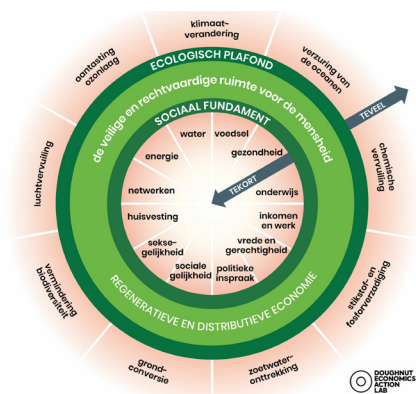 klimaat-
verandering
verzuring van
de oceanen
chemische
vervuiling
stikstof- en
fosforverzadiging
zoetwater-
onttrekking
grond-
conversie
vermindering
biodiversiteit
luchtvervuiling
aantasting
ozonlaag
ECOLOGISCH PLAFOND
de veilige en rechtvaardige ruimte voor de mensheid
SOCIAAL FUNDAMENT
TEVEEL
TEKORT
water
voedsel
gezondheid
onderwijs
inkomen
en werk
vrede en
gerechtigheid
politieke
inspraak
sociale
gelijkheid
sekse-
gelijkheid
huisvesting
netwerken
energie
REGENERATIEVE EN DISTRIBUTIEVE ECONOMIE
DOUGHNUT
ECONOMICS
ACTION
LAB